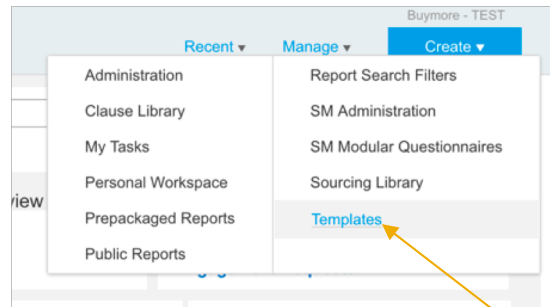 Buymore - TEST
Recent ▾
Manage ▾
Create ▾
Administration
Clause Library
My Tasks
Personal Workspace
Prepackaged Reports
Public Reports
Report Search Filters
SM Administration
SM Modular Questionnaires
Sourcing Library
Templates
view